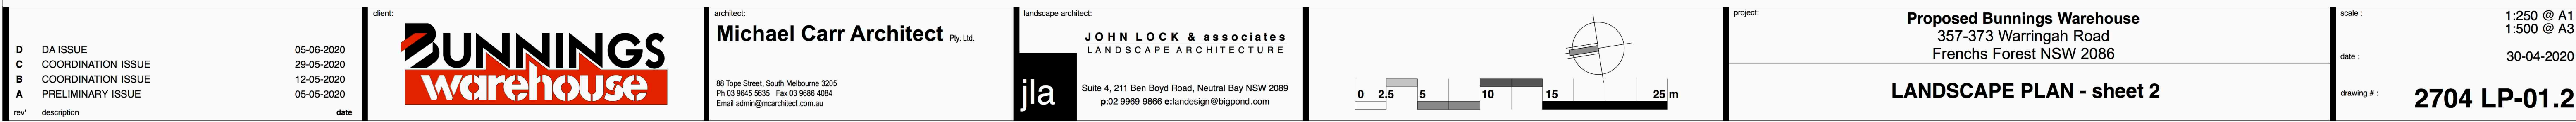 D DA ISSUE 05-06-2020
C COORDINATION ISSUE 29-05-2020
B COORDINATION ISSUE 12-05-2020
A PRELIMINARY ISSUE 05-05-2020
rev' description date
client:
BUNNINGS
warehouse
architect:
Michael Carr Architect Pty. Ltd.
88 Tope Street, South Melbourne 3205
Ph 03 9645 5635 Fax 03 9686 4084
Email admin@mcarchitect.com.au
landscape architect:
JOHN LOCK & associates
LANDSCAPE ARCHITECTURE
jla
Suite 4, 211 Ben Boyd Road, Neutral Bay NSW 2089
p:02 9969 9866 e:landesign@bigpond.com
0 2.5 5 10 15 25 m
project:
Proposed Bunnings Warehouse
357-373 Warringah Road
Frenchs Forest NSW 2086
LANDSCAPE PLAN - sheet 2
scale : 1:250 @ A1
1:500 @ A3
date : 30-04-2020
drawing # : 2704 LP-01.2